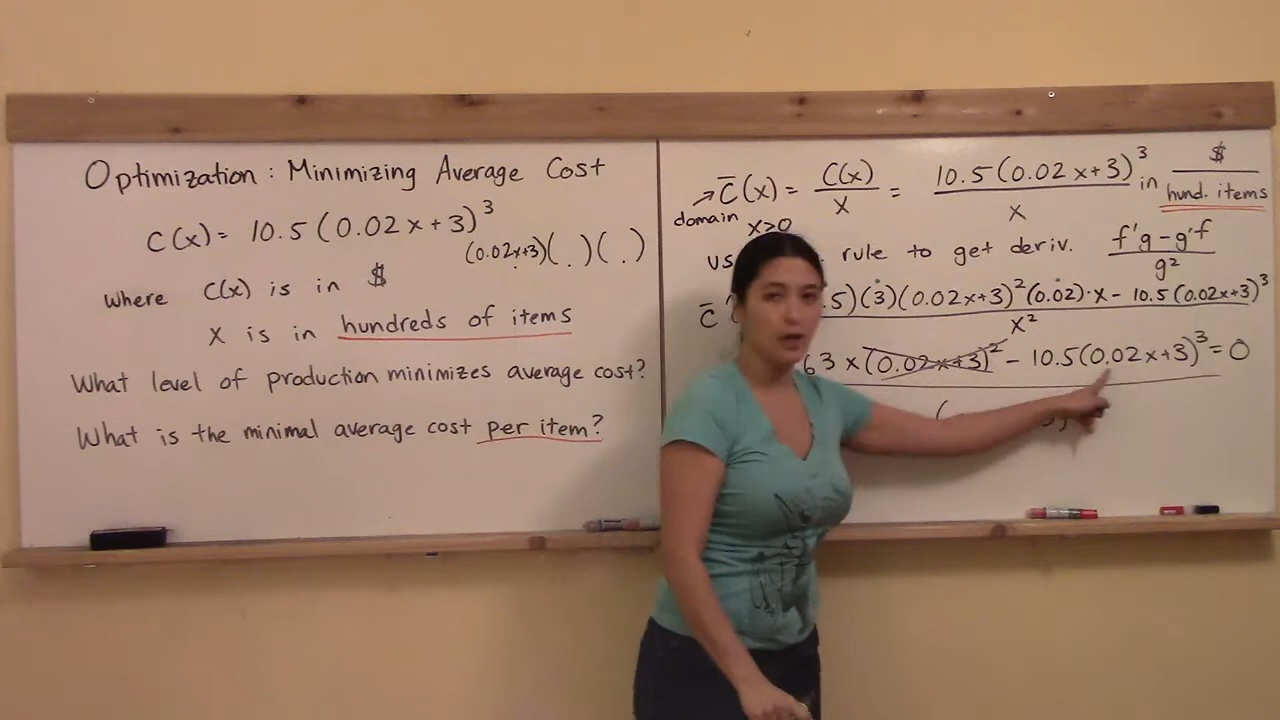 Optimization: Minimizing Average Cost
C(x) = 10.5(0.02x+3)³
(0.02x+3)( . )( . )
where C(x) is in $
X is in hundreds of items
What level of production minimizes average cost?
What is the minimal average cost per item?
→ C̄(x) = C(x)/x = 10.5(0.02x+3)³/x in $/hund. items
domain x>0
rule to get deriv. f'g-g'f/g²
C̄' .5)(3)(0.02x+3)²(0.02)·x - 10.5(0.02x+3)³/x²
63x(0.02x+3)² - 10.5(0.02x+3)³ = 0